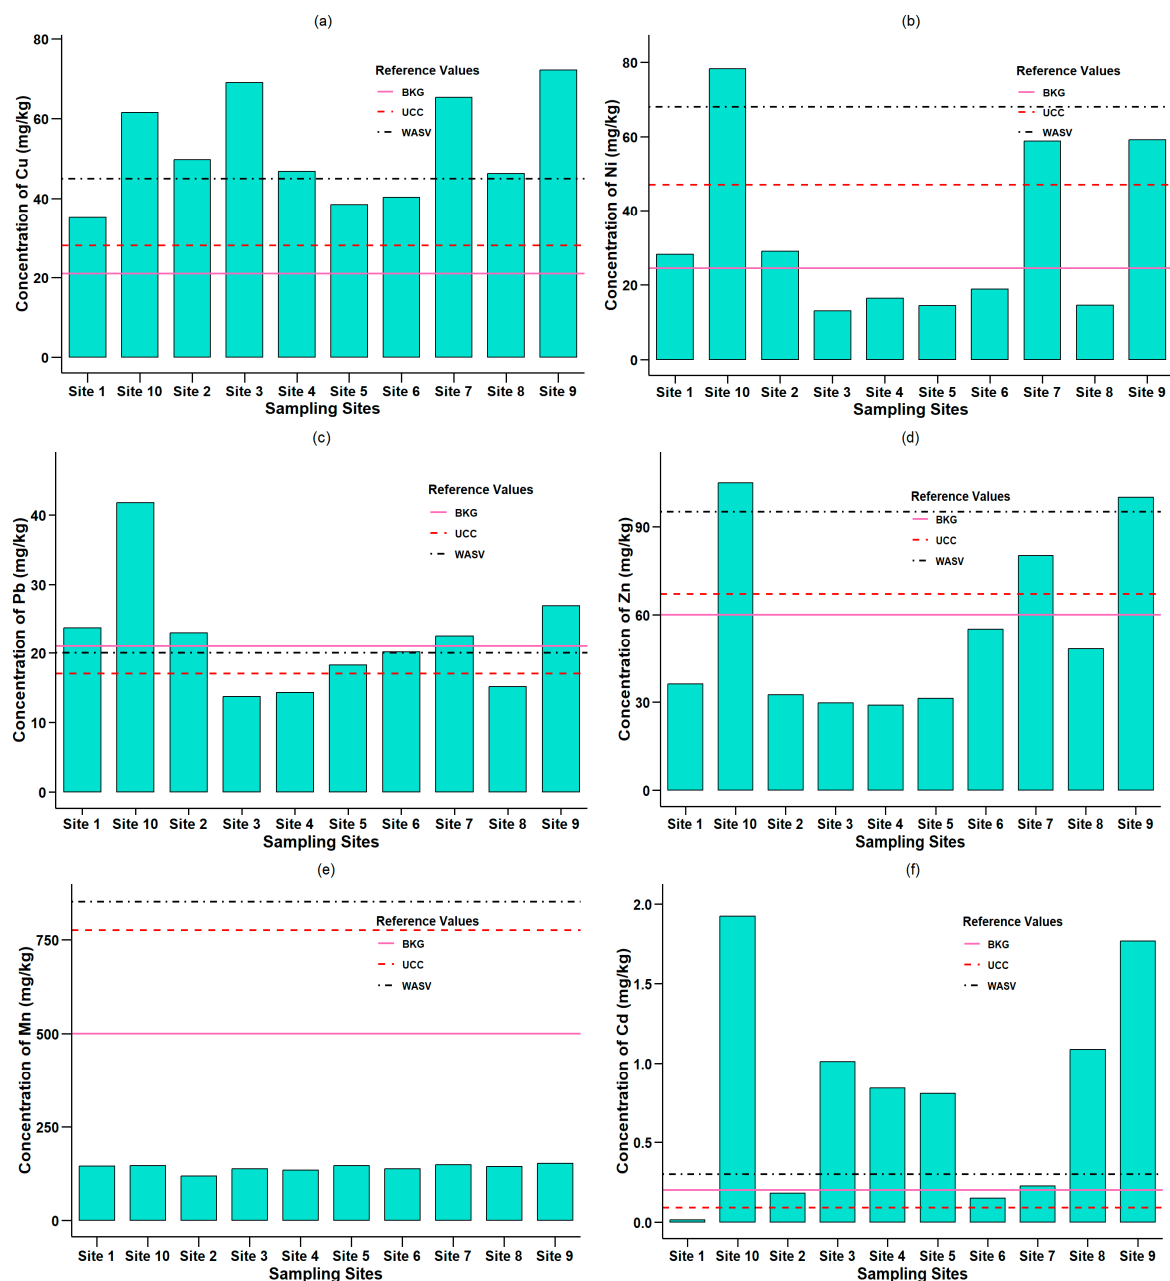 (a)
Concentration of Cu (mg/kg)
80
60
40
20
0
Reference Values
BKG
UCC
WASV
Site 1 Site 10 Site 2 Site 3 Site 4 Site 5 Site 6 Site 7 Site 8 Site 9
Sampling Sites
(b)
Concentration of Ni (mg/kg)
80
60
40
20
0
Reference Values
BKG
UCC
WASV
Site 1 Site 10 Site 2 Site 3 Site 4 Site 5 Site 6 Site 7 Site 8 Site 9
Sampling Sites
(c)
Concentration of Pb (mg/kg)
40
30
20
10
0
Reference Values
BKG
UCC
WASV
Site 1 Site 10 Site 2 Site 3 Site 4 Site 5 Site 6 Site 7 Site 8 Site 9
Sampling Sites
(d)
Concentration of Zn (mg/kg)
90
60
30
0
Reference Values
BKG
UCC
WASV
Site 1 Site 10 Site 2 Site 3 Site 4 Site 5 Site 6 Site 7 Site 8 Site 9
Sampling Sites
(e)
Concentration of Mn (mg/kg)
750
500
250
0
Reference Values
BKG
UCC
WASV
Site 1 Site 10 Site 2 Site 3 Site 4 Site 5 Site 6 Site 7 Site 8 Site 9
Sampling Sites
(f)
Concentration of Cd (mg/kg)
2.0
1.5
1.0
0.5
0.0
Reference Values
BKG
UCC
WASV
Site 1 Site 10 Site 2 Site 3 Site 4 Site 5 Site 6 Site 7 Site 8 Site 9
Sampling Sites